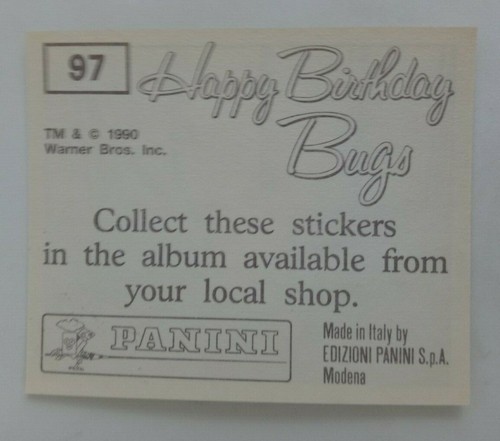 97
Happy Birthday
Bugs
TM & © 1990
Warner Bros. Inc.
Collect these stickers
in the album available from
your local shop.
PANINI
Made in Italy by
EDIZIONI PANINI S.p.A.
Modena